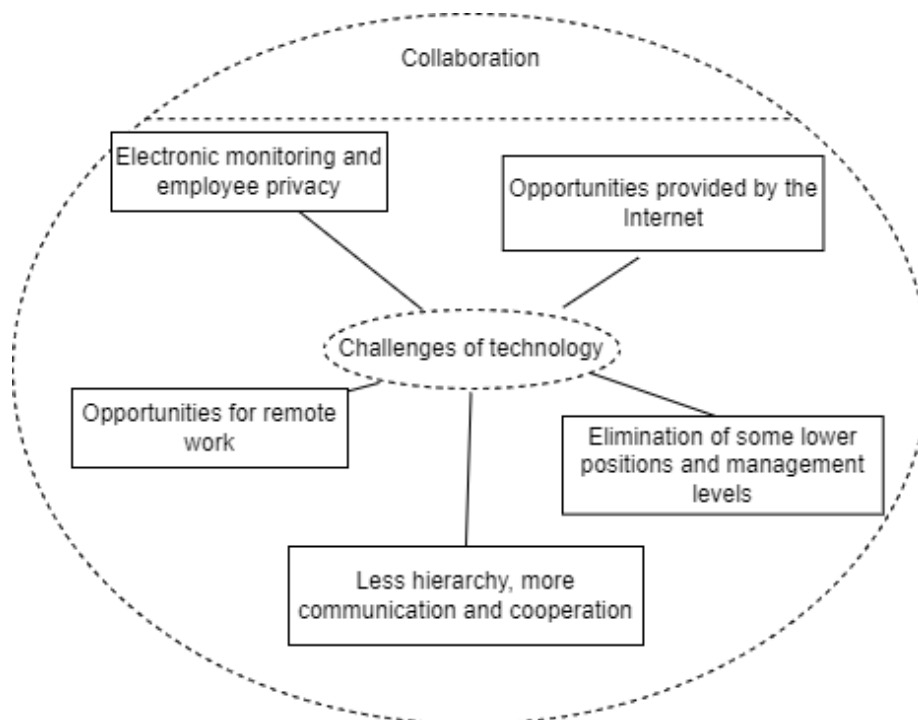 Collaboration
Electronic monitoring and
employee privacy
Opportunities provided by the
Internet
Challenges of technology
Opportunities for remote
work
Elimination of some lower
positions and management
levels
Less hierarchy, more
communication and cooperation